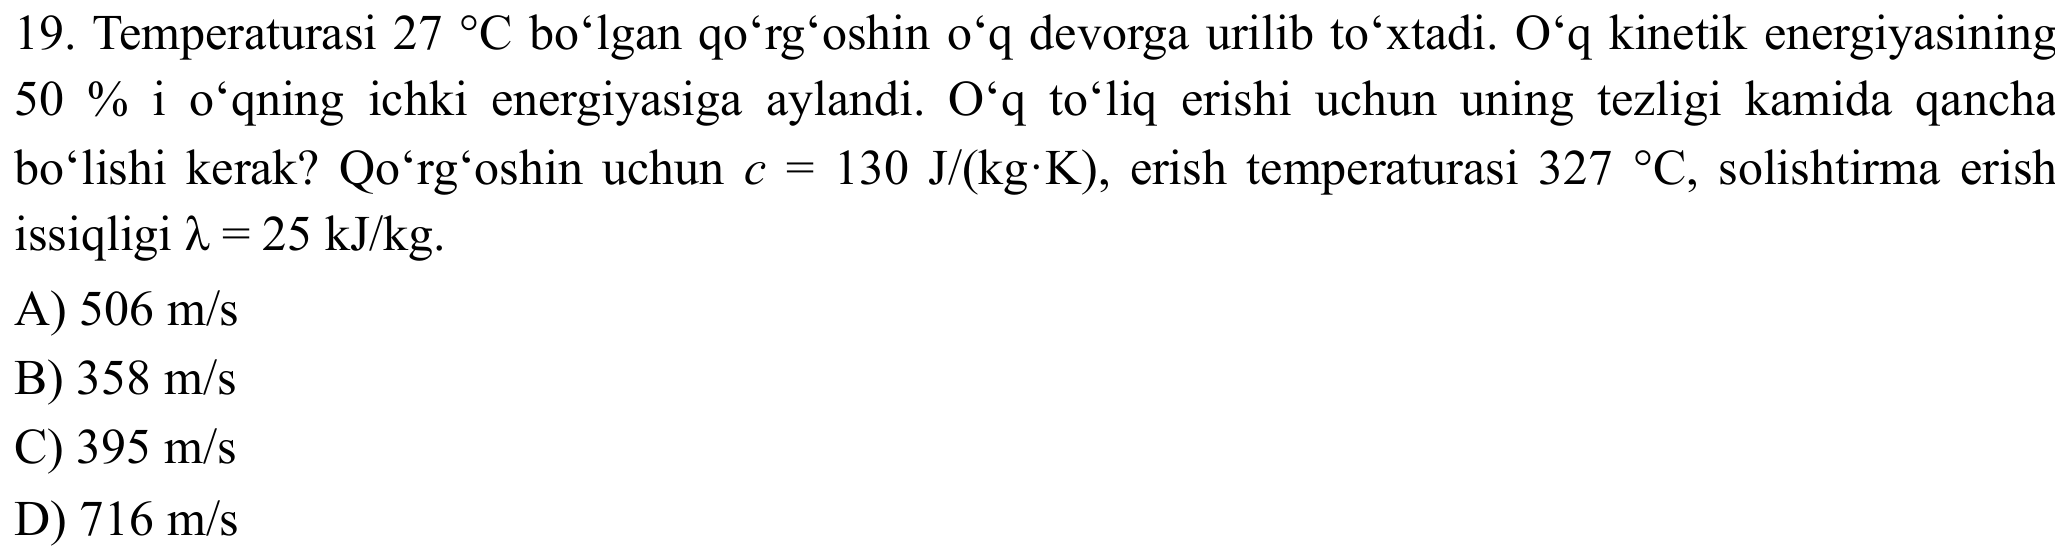 19. Temperaturasi 27 °C bo‘lgan qo‘rg‘oshin o‘q devorga urilib to‘xtadi. O‘q kinetik energiyasining
50 % i o‘qning ichki energiyasiga aylandi. O‘q to‘liq erishi uchun uning tezligi kamida qancha
bo‘lishi kerak? Qo‘rg‘oshin uchun c = 130 J/(kg·K), erish temperaturasi 327 °C, solishtirma erish
issiqligi λ = 25 kJ/kg.
A) 506 m/s
B) 358 m/s
C) 395 m/s
D) 716 m/s